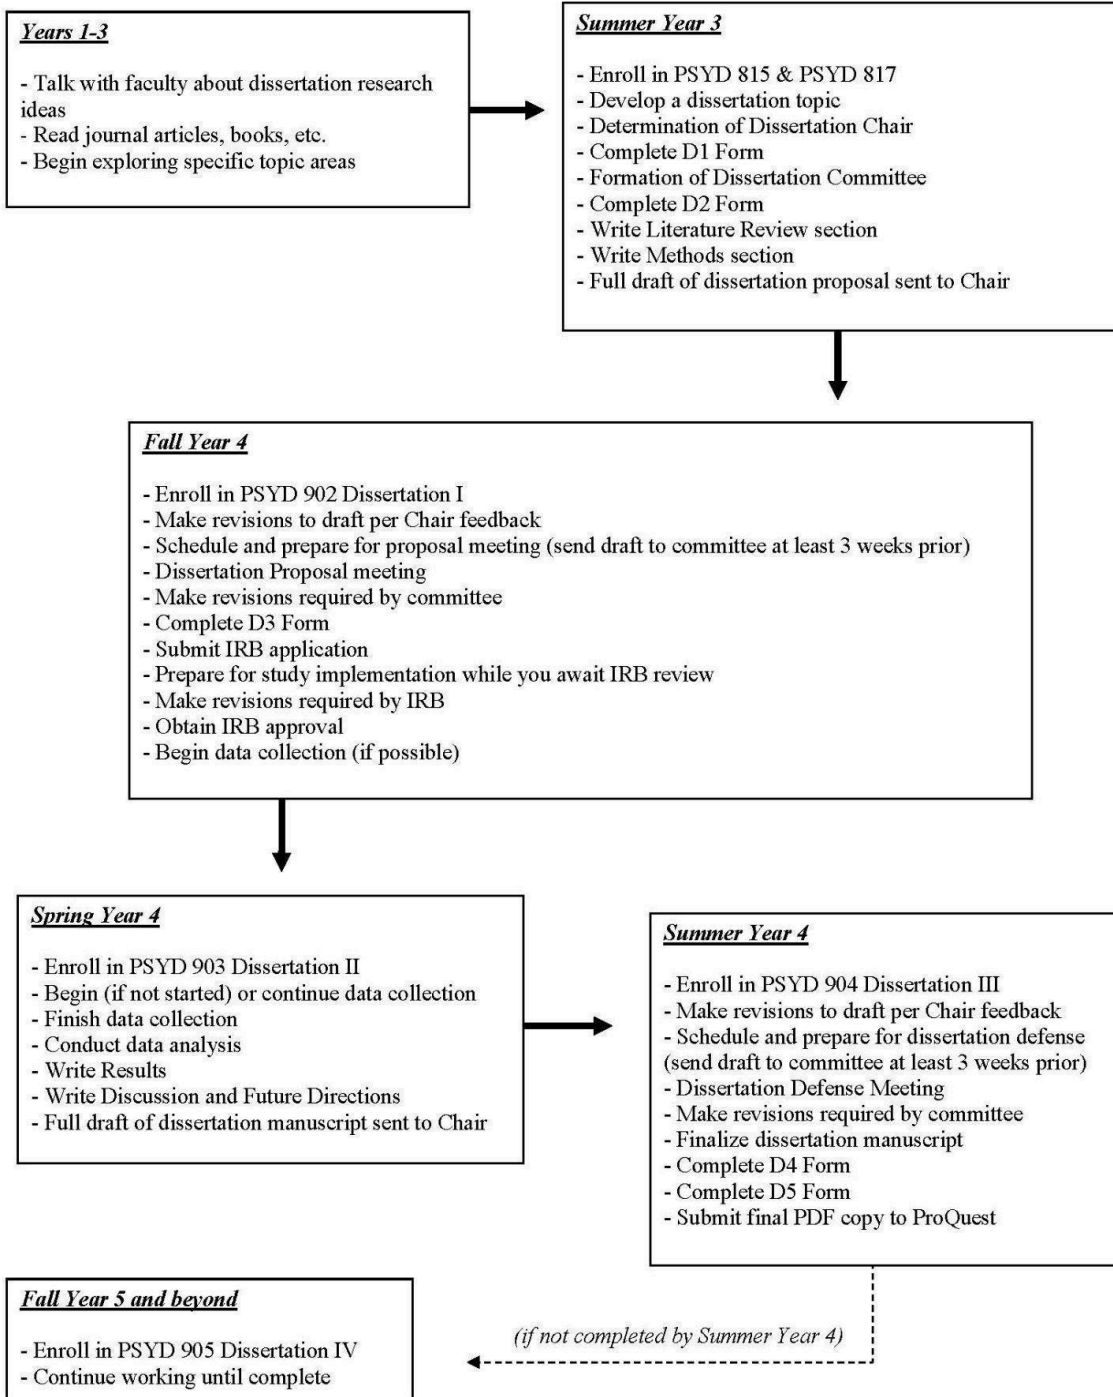 Years 1-3
- Talk with faculty about dissertation research
ideas
- Read journal articles, books, etc.
- Begin exploring specific topic areas
Summer Year 3
- Enroll in PSYD 815 & PSYD 817
- Develop a dissertation topic
- Determination of Dissertation Chair
- Complete D1 Form
- Formation of Dissertation Committee
- Complete D2 Form
- Write Literature Review section
- Write Methods section
- Full draft of dissertation proposal sent to Chair
Fall Year 4
- Enroll in PSYD 902 Dissertation I
- Make revisions to draft per Chair feedback
- Schedule and prepare for proposal meeting (send draft to committee at least 3 weeks prior)
- Dissertation Proposal meeting
- Make revisions required by committee
- Complete D3 Form
- Submit IRB application
- Prepare for study implementation while you await IRB review
- Make revisions required by IRB
- Obtain IRB approval
- Begin data collection (if possible)
Spring Year 4
- Enroll in PSYD 903 Dissertation II
- Begin (if not started) or continue data collection
- Finish data collection
- Conduct data analysis
- Write Results
- Write Discussion and Future Directions
- Full draft of dissertation manuscript sent to Chair
Summer Year 4
- Enroll in PSYD 904 Dissertation III
- Make revisions to draft per Chair feedback
- Schedule and prepare for dissertation defense
(send draft to committee at least 3 weeks prior)
- Dissertation Defense Meeting
- Make revisions required by committee
- Finalize dissertation manuscript
- Complete D4 Form
- Complete D5 Form
- Submit final PDF copy to ProQuest
(if not completed by Summer Year 4)
Fall Year 5 and beyond
- Enroll in PSYD 905 Dissertation IV
- Continue working until complete